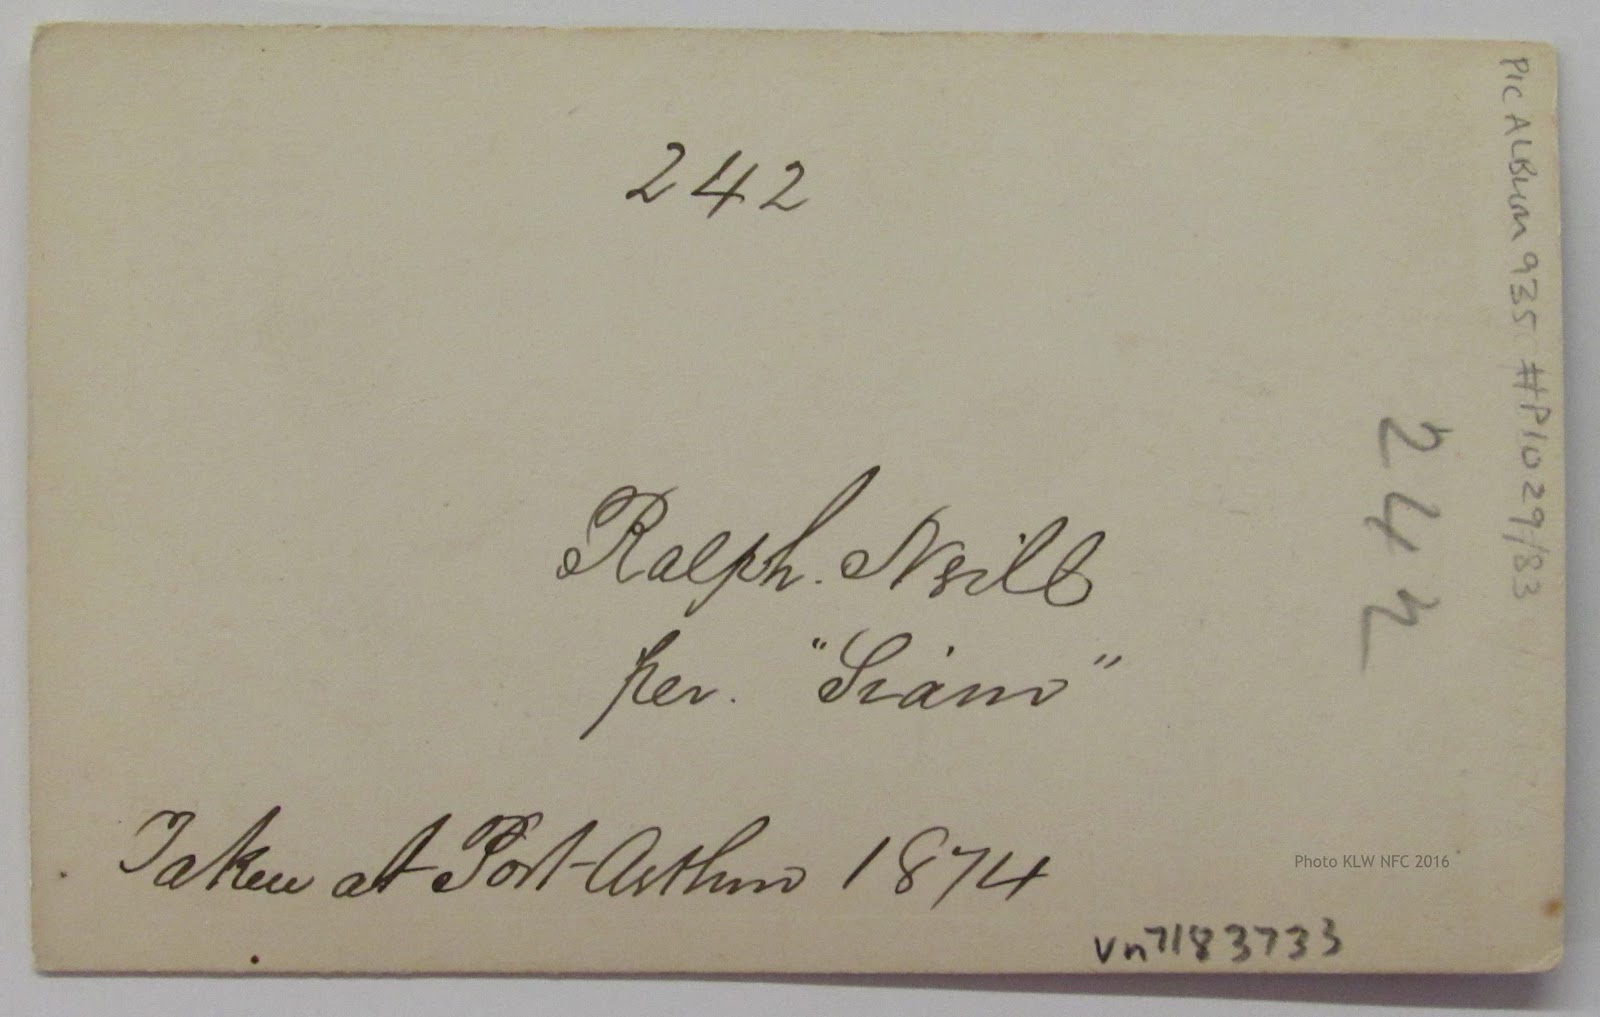 242
Ralph. Neill
per. "Siam"
Taken at Port-Arthur 1874
PIC ALBUM 935 #P1029/83
242
Photo KLW NFC 2016
vn7183733